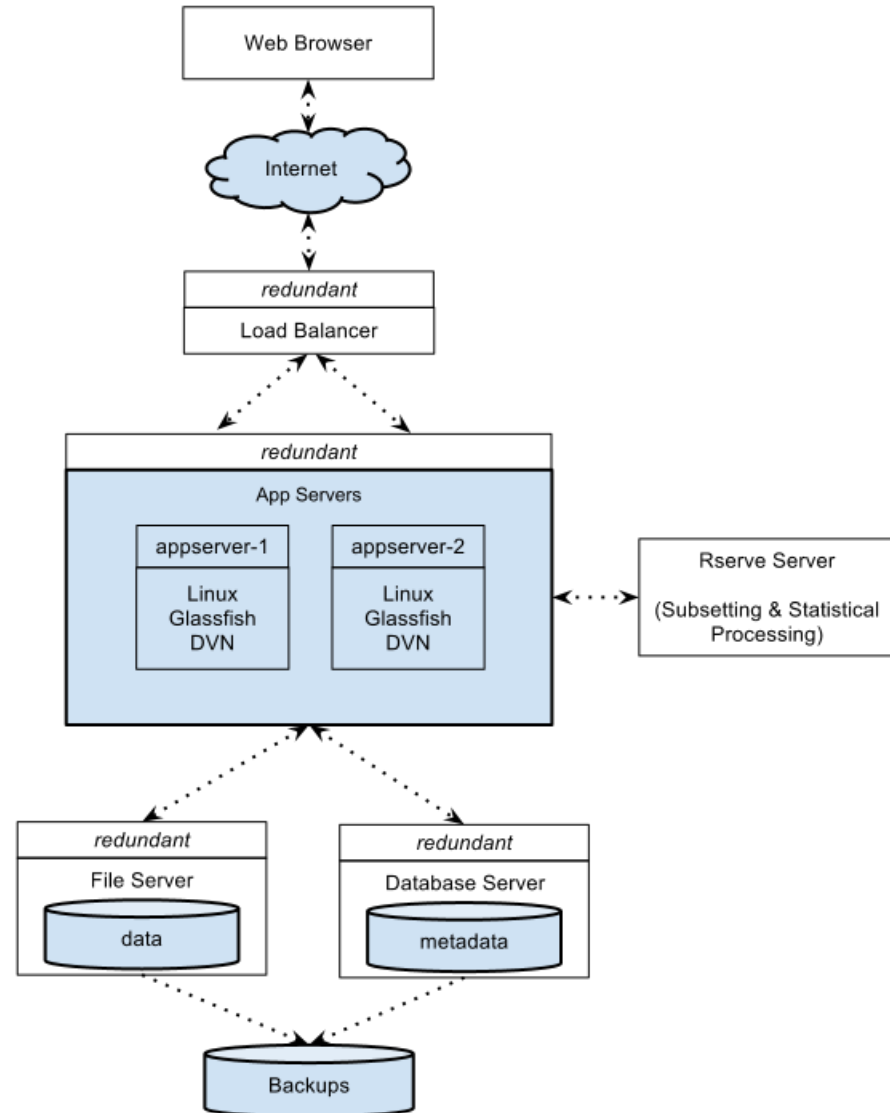 Web Browser
Internet
redundant
Load Balancer
redundant
App Servers
appserver-1
Linux
Glassfish
DVN
appserver-2
Linux
Glassfish
DVN
Rserve Server
(Subsetting & Statistical
Processing)
redundant
File Server
data
redundant
Database Server
metadata
Backups